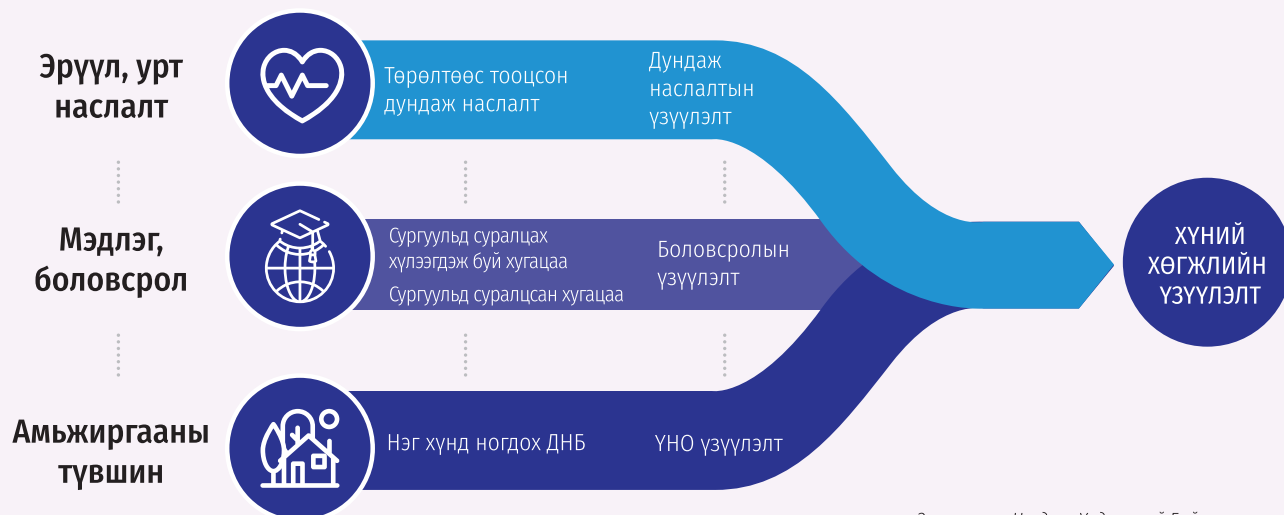 Эрүүл, урт
наслалт
Төрөлтөөс тооцсон
дундаж наслалт
Дундаж
наслалтын
үзүүлэлт
Мэдлэг,
боловсрол
Сургуульд суралцах
хүлээгдэж буй хугацаа
Сургуульд суралцсан хугацаа
Боловсролын
үзүүлэлт
ХҮНИЙ
ХӨГЖЛИЙН
ҮЗҮҮЛЭЛТ
Амьжиргааны
түвшин
Нэг хүнд ногдох ДНБ
ҮНО үзүүлэлт